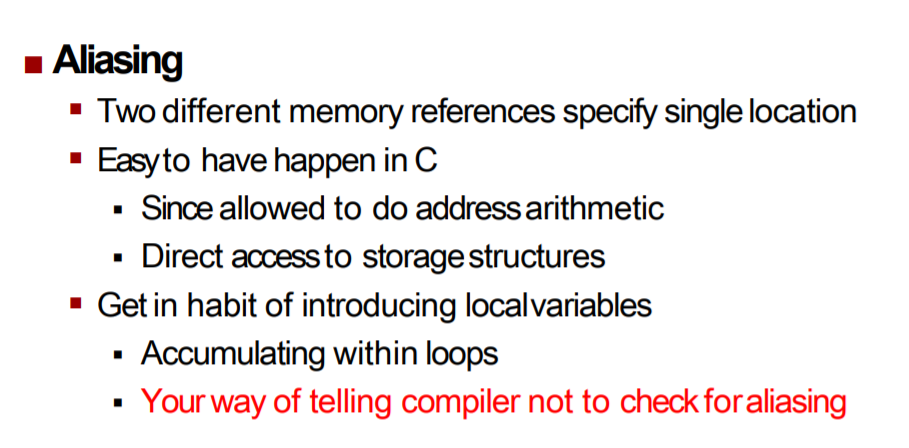 Aliasing
Two different memory references specify single location
Easy to have happen in C
Since allowed to do address arithmetic
Direct access to storage structures
Get in habit of introducing local variables
Accumulating within loops
Your way of telling compiler not to check for aliasing